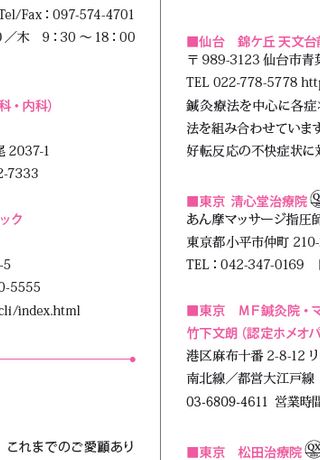 Tel/Fax：097-574-4701
／木　9：30 ～ 18：00
科・内科）
尾 2037-1
2-7333
ック
-5
0-5555
cli/index.html
これまでのご愛顧あり
■仙台　錦ケ丘 天文台前
〒 989-3123 仙台市青葉
TEL 022-778-5778 http
鍼灸療法を中心に各症
法を組み合わせています
好転反応の不快症状に
■東京 清心堂治療院
あん摩マッサージ指圧師
東京都小平市仲町 210-
TEL：042-347-0169
■東京　ＭＦ鍼灸院・マ
竹下文朗（認定ホメオパ
港区麻布十番 2-8-12 リ
南北線／都営大江戸線
03-6809-4611 営業時間
■東京　松田治療院